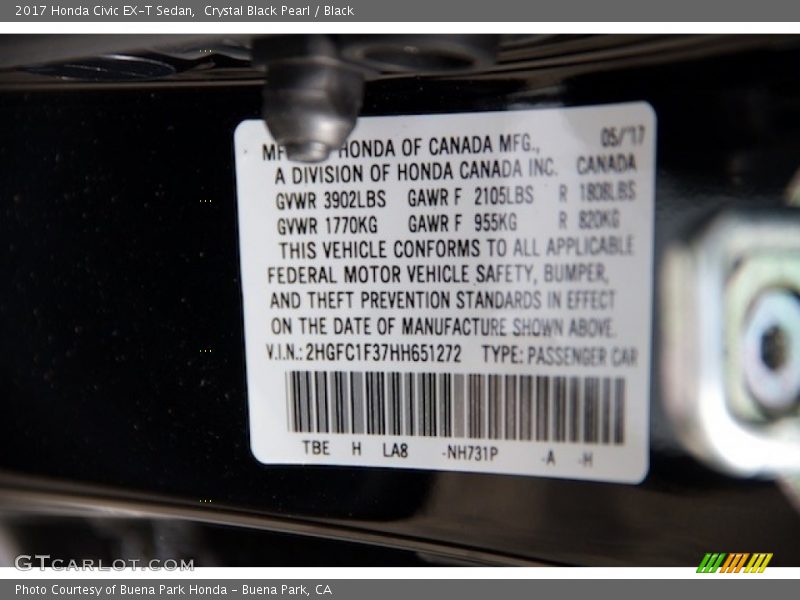 2017 Honda Civic EX-T Sedan,  Crystal Black Pearl / Black
05/'17
HONDA OF CANADA MFG.,
A DIVISION OF HONDA CANADA INC.   CANADA
GVWR 3902LBS   GAWR F   2105LBS   R   1808LBS
GVWR 1770KG   GAWR F   955KG   R   820KG
THIS VEHICLE CONFORMS TO ALL APPLICABLE
FEDERAL MOTOR VEHICLE SAFETY, BUMPER,
AND THEFT PREVENTION STANDARDS IN EFFECT
ON THE DATE OF MANUFACTURE SHOWN ABOVE.
V.I.N.: 2HGFC1F37HH651272   TYPE: PASSENGER CAR
TBE   H   LA8   -NH731P   -A   -H
GTCARLOT.COM
Photo Courtesy of Buena Park Honda - Buena Park, CA